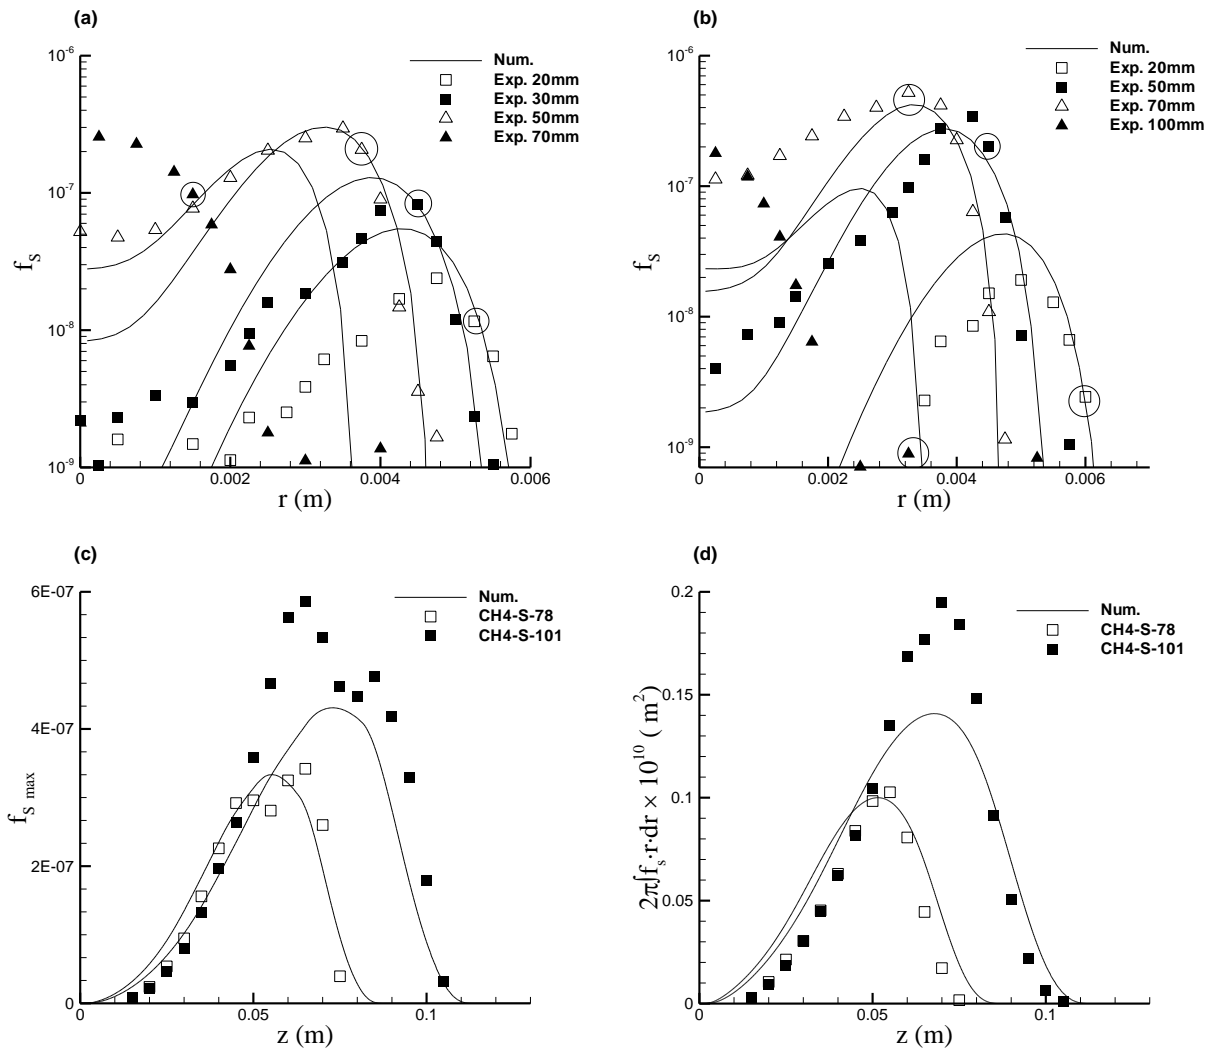 (a)
10^-6
10^-7
10^-8
10^-9
f_s
Num.
Exp. 20mm
Exp. 30mm
Exp. 50mm
Exp. 70mm
0
0.002
0.004
0.006
r (m)
(b)
10^-6
10^-7
10^-8
10^-9
f_s
Num.
Exp. 20mm
Exp. 50mm
Exp. 70mm
Exp. 100mm
0
0.002
0.004
0.006
r (m)
(c)
6E-07
4E-07
2E-07
0
f_S max
Num.
CH4-S-78
CH4-S-101
0
0.05
0.1
z (m)
(d)
0.2
0.15
0.1
0.05
0
2π∫f_s·r·dr × 10^10 ( m^2)
Num.
CH4-S-78
CH4-S-101
0
0.05
0.1
z (m)